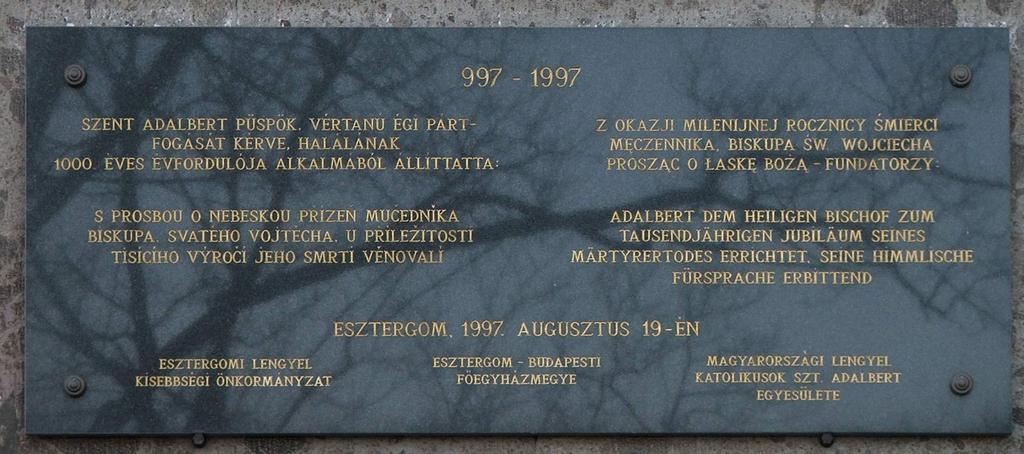 997 - 1997
SZENT ADALBERT PÜSPÖK, VÉRTANÚ ÉGI PÁRT-
FOGÁSÁT KÉRVE, HALÁLÁNAK
1000. ÉVES ÉVFORDULÓJA ALKALMÁBÓL ÁLLÍTTATTA:
Z OKAZJI MILENIJNEJ ROCZNICY ŚMIERCI
MĘCZENNIKA, BISKUPA ŚW. WOJCIECHA
PROSZĄC O ŁASKĘ BOŻĄ - FUNDATORZY:
S PROSBOU O NEBESKOU PŘÍZEŇ MUČEDNÍKA
BISKUPA, SVATÉHO VOJTĚCHA, U PŘÍLEŽITOSTI
TISÍCÍHO VÝROČÍ JEHO SMRTI VĚNOVALI
ADALBERT DEM HEILIGEN BISCHOF ZUM
TAUSENDJÄHRIGEN JUBILÄUM SEINES
MÄRTYRERTODES ERRICHTET, SEINE HIMMLISCHE
FÜRSPRACHE ERBITTEND
ESZTERGOM, 1997. AUGUSZTUS 19-ÉN
ESZTERGOMI LENGYEL
KISEBBSÉGI ÖNKORMÁNYZAT
ESZTERGOM - BUDAPESTI
FŐEGYHÁZMEGYE
MAGYARORSZÁGI LENGYEL
KATOLIKUSOK SZT. ADALBERT
EGYESÜLETE